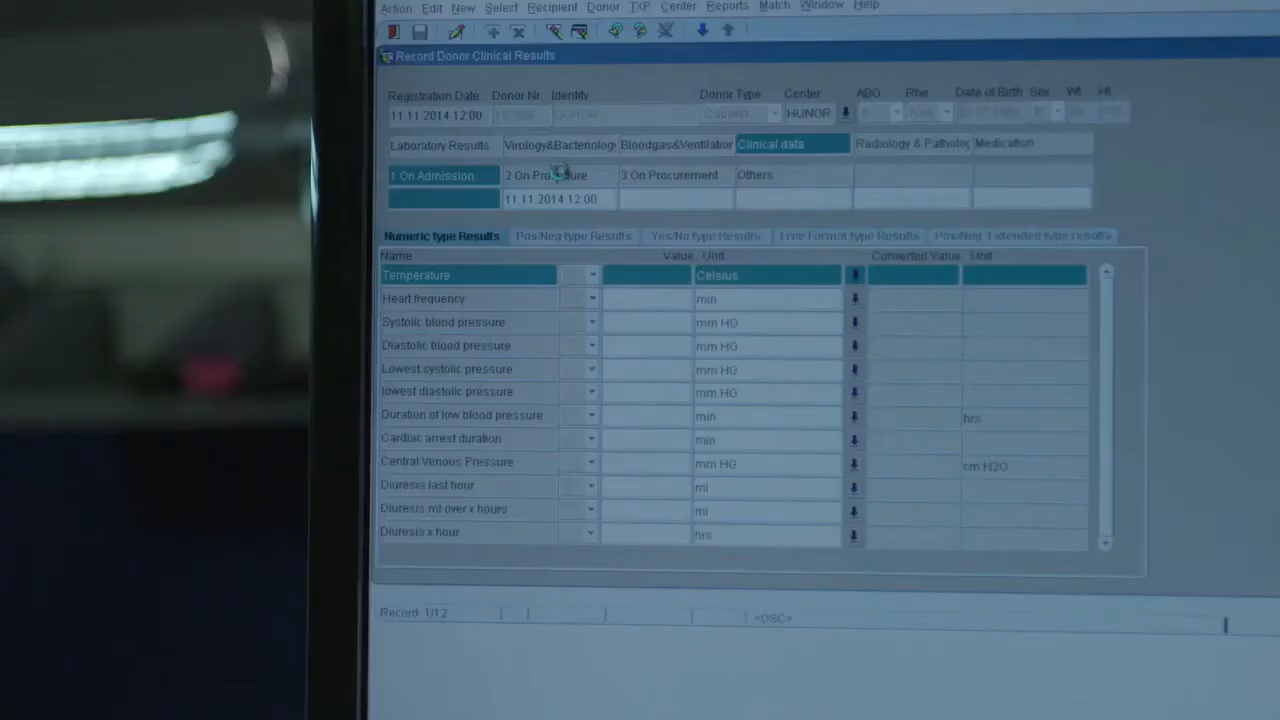 Action Edit New Select Recipient Donor TXP Center Reports Match Window Help
Record Donor Clinical Results
Registration Date Donor Nr Identity Donor Type Center ABO Rhe Date of Birth Sex Wt Ht
11.11.2014 12:00 HUNOR
Laboratory Results Virology&Bacteriology Bloodgas&Ventilation Clinical data Radiology & Patholog Medication
1 On Admission 2 On Procedure 3 On Procurement Others
11.11.2014 12:00
Numeric type Results Pos/Neg type Results Yes/No type Results Free Format type Results Pos/Neg Extended type results
Name Value Unit Converted Value Unit
Temperature Celsius
Heart frequency min
Systolic blood pressure mm HG
Diastolic blood pressure mm HG
Lowest systolic pressure mm HG
lowest diastolic pressure mm HG
Duration of low blood pressure min hrs
Cardiac arrest duration min
Central Venous Pressure mm HG cm H2O
Diuresis last hour ml
Diuresis ml over x hours ml
Diuresis x hour hrs
Record: 1/12 <OSC>